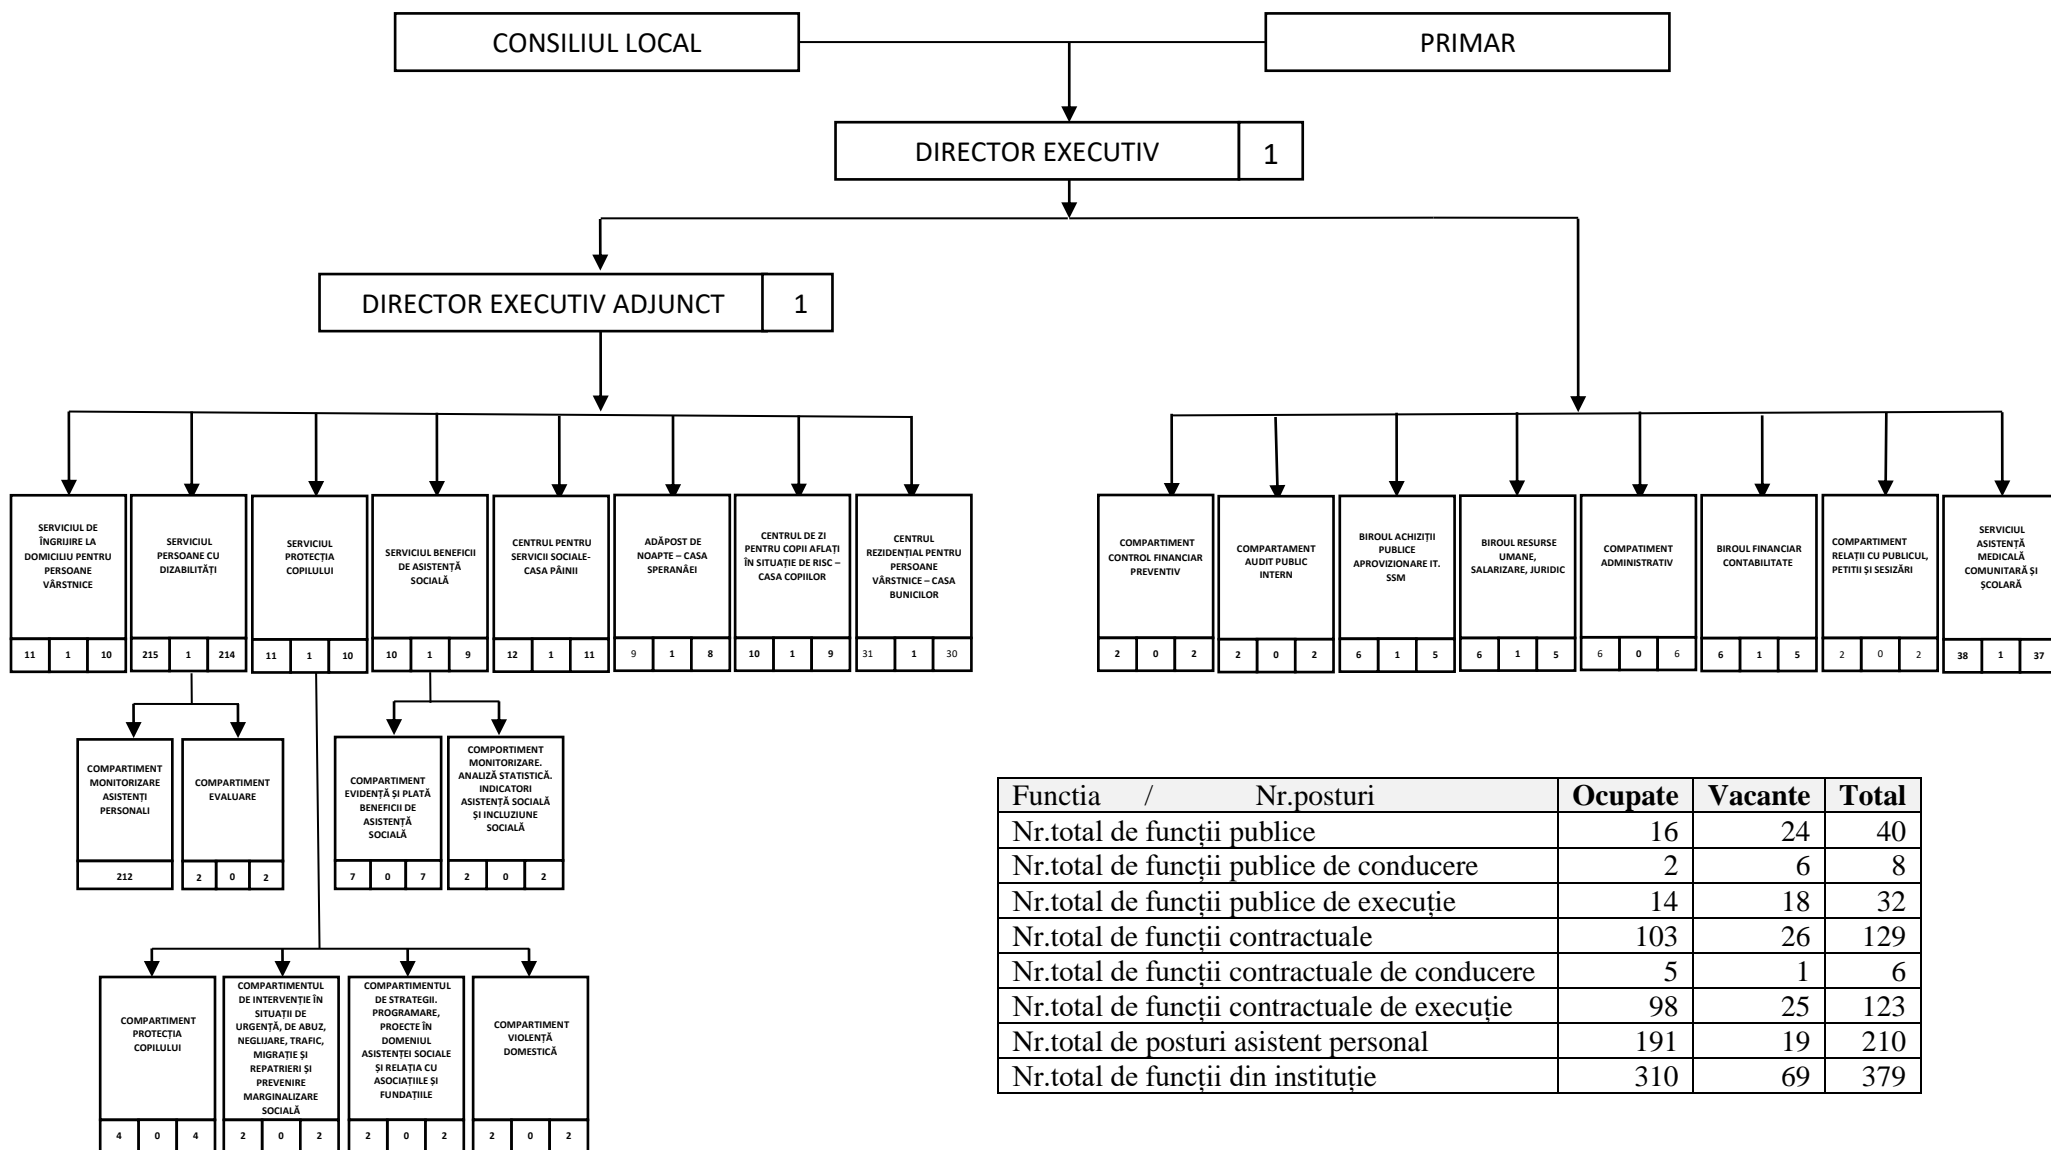 CONSILIUL LOCAL
PRIMAR
DIRECTOR EXECUTIV 1
DIRECTOR EXECUTIV ADJUNCT 1
SERVICIUL DE
ÎNGRIJIRE LA
DOMICILIU PENTRU
PERSOANE
VÂRSTNICE
11 1 10
SERVICIUL
PERSOANE CU
DIZABILITĂȚI
215 1 214
SERVICIUL
PROTECȚIA
COPILULUI
11 1 10
SERVICIUL BENEFICII
DE ASISTENȚĂ
SOCIALĂ
10 1 9
CENTRUL PENTRU
SERVICII SOCIALE-
CASA PÂINII
12 1 11
ADĂPOST DE
NOAPTE – CASA
SPERANÂEI
9 1 8
CENTRUL DE ZI
PENTRU COPII AFLAȚI
ÎN SITUAȚIE DE RISC –
CASA COPIILOR
10 1 9
CENTRUL
REZIDENȚIAL PENTRU
PERSOANE
VÂRSTNICE – CASA
BUNICILOR
31 1 30
COMPARTIMENT
CONTROL FINANCIAR
PREVENTIV
2 0 2
COMPARTAMENT
AUDIT PUBLIC
INTERN
2 0 2
BIROUL ACHIZIȚII
PUBLICE
APROVIZIONARE IT.
SSM
6 1 5
BIROUL RESURSE
UMANE,
SALARIZARE, JURIDIC
6 1 5
COMPATIMENT
ADMINISTRATIV
6 0 6
BIROUL FINANCIAR
CONTABILITATE
6 1 5
COMPARTIMENT
RELAȚII CU PUBLICUL,
PETITII ȘI SESIZĂRI
2 0 2
SERVICIUL
ASISTENȚĂ
MEDICALĂ
COMUNITARĂ ȘI
ȘCOLARĂ
38 1 37
COMPARTIMENT
MONITORIZARE
ASISTENȚI
PERSONALI
212
COMPARTIMENT
EVALUARE
2 0 2
COMPARTIMENT
EVIDENȚĂ ȘI PLATĂ
BENEFICII DE
ASISTENȚĂ
SOCIALĂ
7 0 7
COMPORTIMENT
MONITORIZARE.
ANALIZĂ STATISTICĂ.
INDICATORI
ASISTENȚĂ SOCIALĂ
ȘI INCLUZIUNE
SOCIALĂ
2 0 2
COMPARTIMENT
PROTECȚIA
COPILULUI
4 0 4
COMPARTIMENTUL
DE INTERVENȚIE ÎN
SITUAȚII DE
URGENȚĂ, DE ABUZ,
NEGLIJARE, TRAFIC,
MIGRAȚIE ȘI
REPATRIERI ȘI
PREVENIRE
MARGINALIZARE
SOCIALĂ
2 0 2
COMPARTIMENTUL
DE STRATEGII.
PROGRAMARE,
PROECTE ÎN
DOMENIUL
ASISTENȚEI SOCIALE
ȘI RELAȚIA CU
ASOCIAȚIILE ȘI
FUNDAȚIILE
2 0 2
COMPARTIMENT
VIOLENȚĂ
DOMESTICĂ
2 0 2
Functia / Nr.posturi Ocupate Vacante Total
Nr.total de funcții publice 16 24 40
Nr.total de funcții publice de conducere 2 6 8
Nr.total de funcții publice de execuție 14 18 32
Nr.total de funcții contractuale 103 26 129
Nr.total de funcții contractuale de conducere 5 1 6
Nr.total de funcții contractuale de execuție 98 25 123
Nr.total de posturi asistent personal 191 19 210
Nr.total de funcții din instituție 310 69 379